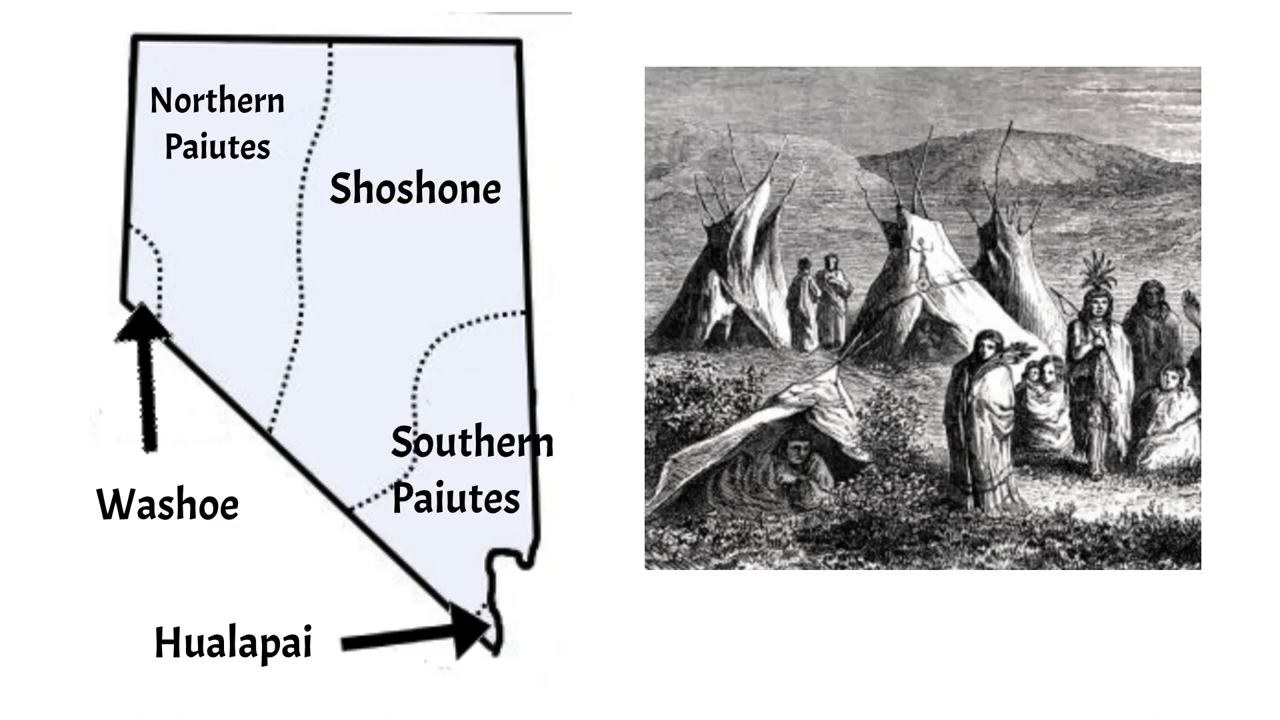 Northern
Paiutes
Shoshone
Southern
Paiutes
Washoe
Hualapai